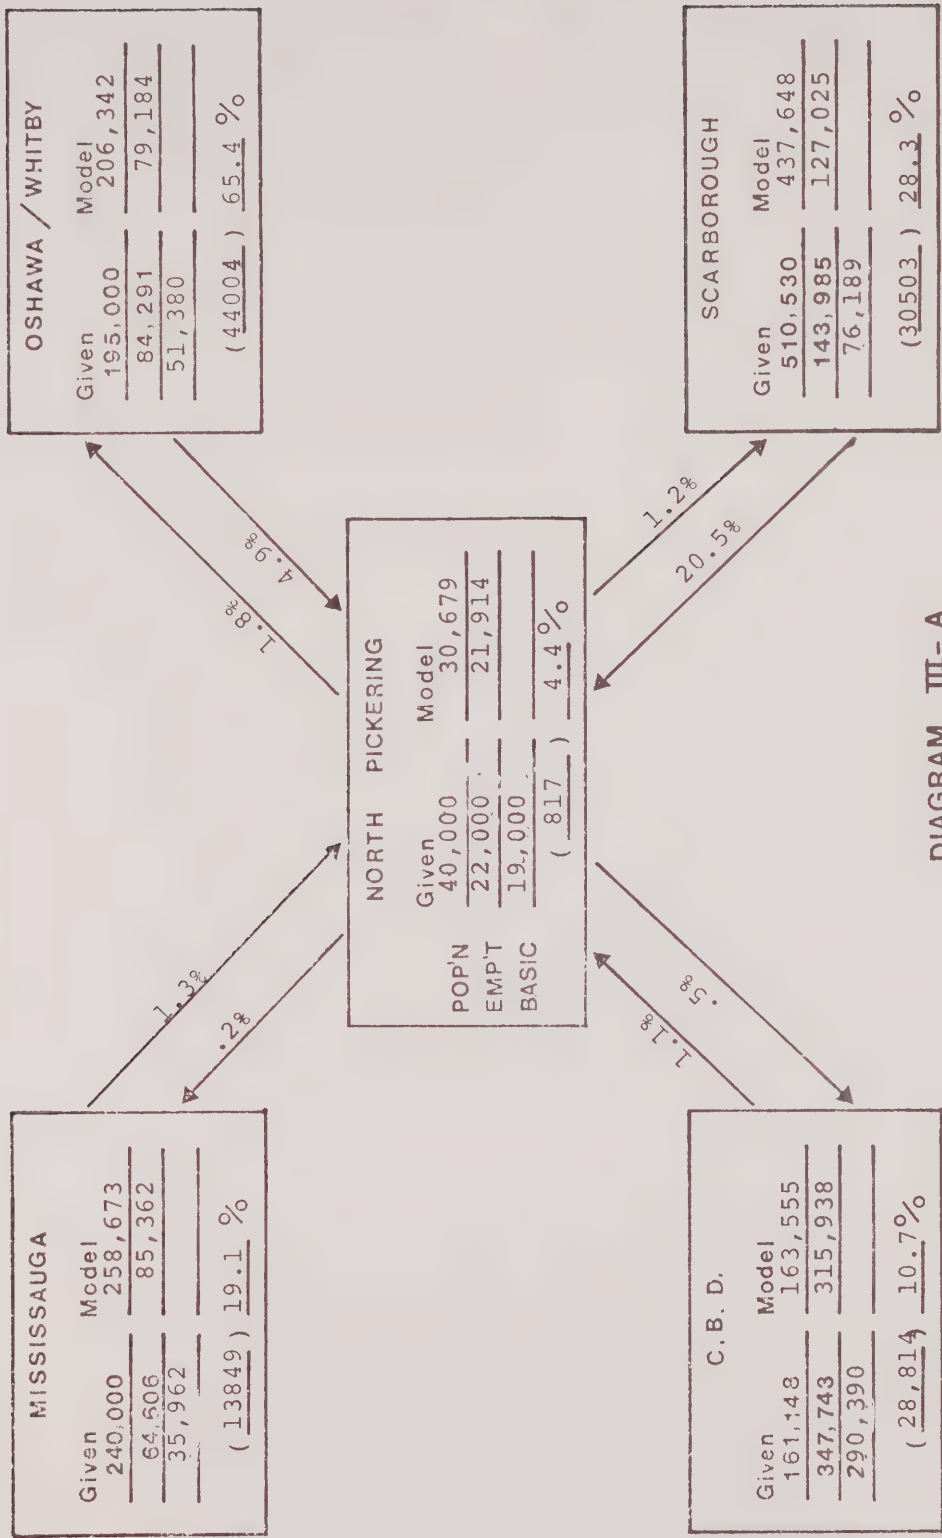 MISSISSAUGA
Given Model
240,000 258,673
64,606 85,362
35,962
(13849) 19.1 %
OSHAWA / WHITBY
Given Model
195,000 206,342
84,291 79,184
51,380
(44004) 65.4 %
1.3%
.2%
1.8%
4.9%
NORTH PICKERING
Given Model
POP'N 40,000 30,679
EMP'T 22,000 21,914
BASIC 19,000
( 817 ) 4.4 %
1.1%
.5%
1.2%
20.5%
C. B. D.
Given Model
161,148 163,555
347,743 315,938
290,390
( 28,814) 10.7%
SCARBOROUGH
Given Model
510,530 437,648
143,985 127,025
76,189
(30503 ) 28.3 %
DIAGRAM III-A